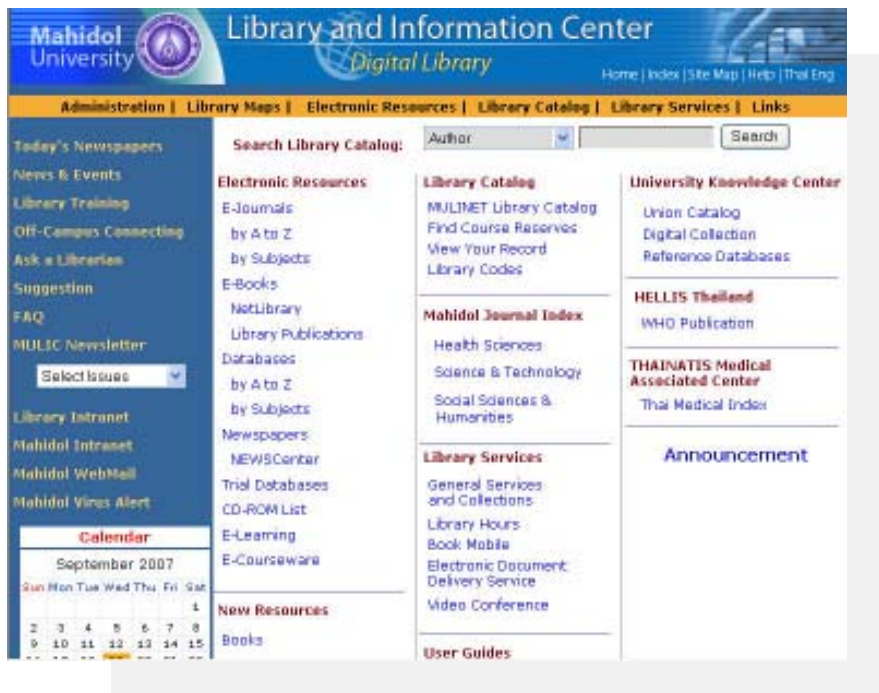 Mahidol
University
Library and Information Center
Digital Library
Home | Index | Site Map | Help | Thai Eng
Administration | Library Maps | Electronic Resources | Library Catalog | Library Services | Links
Today's Newspapers
News & Events
Library Training
Off-Campus Connecting
Ask a Librarian
Suggestion
FAQ
MULIC Newsletter
Select Issues
Library Intranet
Mahidol Intranet
Mahidol WebMail
Mahidol Virus Alert
Calendar
September 2007
Sun Mon Tue Wed Thu Fri Sat
1
2 3 4 5 6 7 8
9 10 11 12 13 14 15
Search Library Catalog: Author Search
Electronic Resources
E-Journals
by A to Z
by Subjects
E-Books
NetLibrary
Library Publications
Databases
by A to Z
by Subjects
Newspapers
NEWSCenter
Trial Databases
CD-ROM List
E-Learning
E-Courseware
New Resources
Books
Library Catalog
MULINET Library Catalog
Find Course Reserves
View Your Record
Library Codes
Mahidol Journal Index
Health Sciences
Science & Technology
Social Sciences &
Humanities
Library Services
General Services
and Collections
Library Hours
Book Mobile
Electronic Document
Delivery Service
Video Conference
User Guides
University Knowledge Center
Union Catalog
Digital Collection
Reference Databases
HELLIS Thailand
WHO Publication
THAINATIS Medical
Associated Center
Thai Medical Index
Announcement